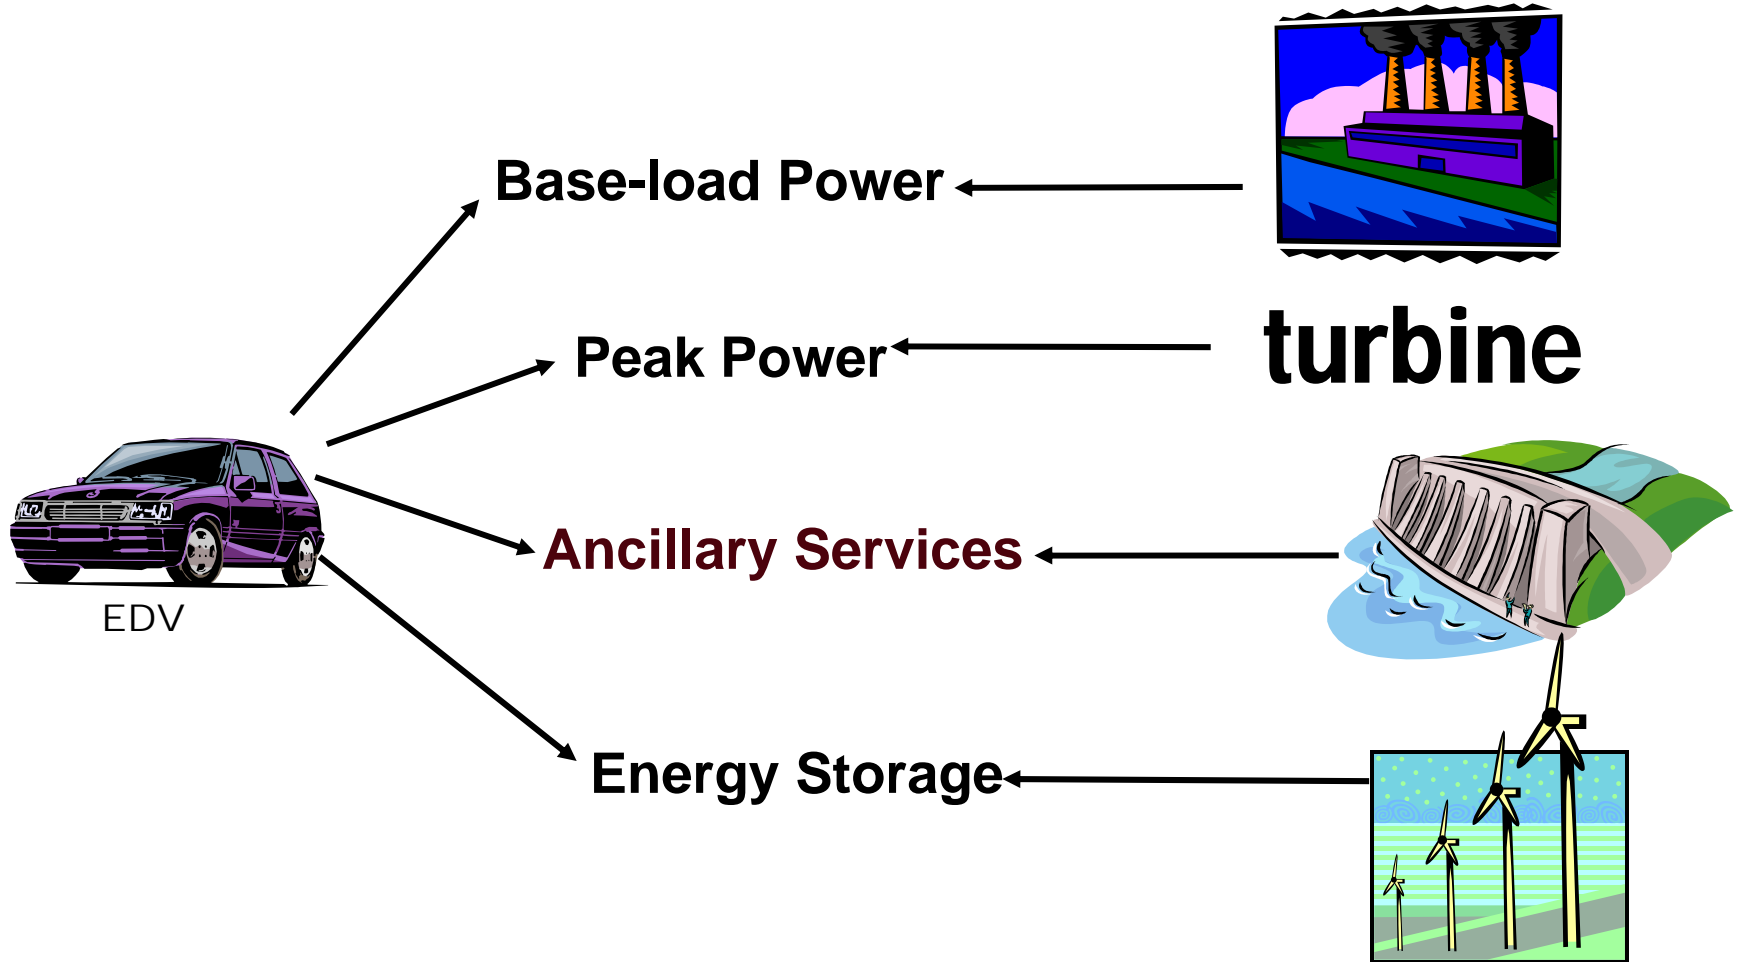 Base-load Power
turbine
Peak Power
Ancillary Services
EDV
Energy Storage